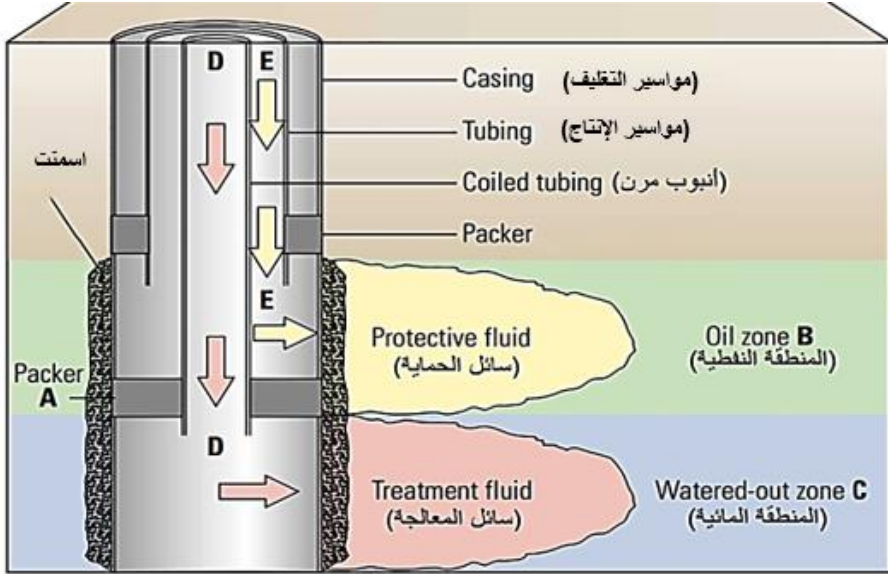 D E
Casing (مواسير التغليف)
Tubing (مواسير الإنتاج)
اسمنت
Coiled tubing (أنبوب مرن)
Packer
E
Protective fluid
(سائل الحماية)
Oil zone B
(المنطقة النفطية)
Packer
A
D
Treatment fluid
(سائل المعالجة)
Watered-out zone C
(المنطقة المائية)